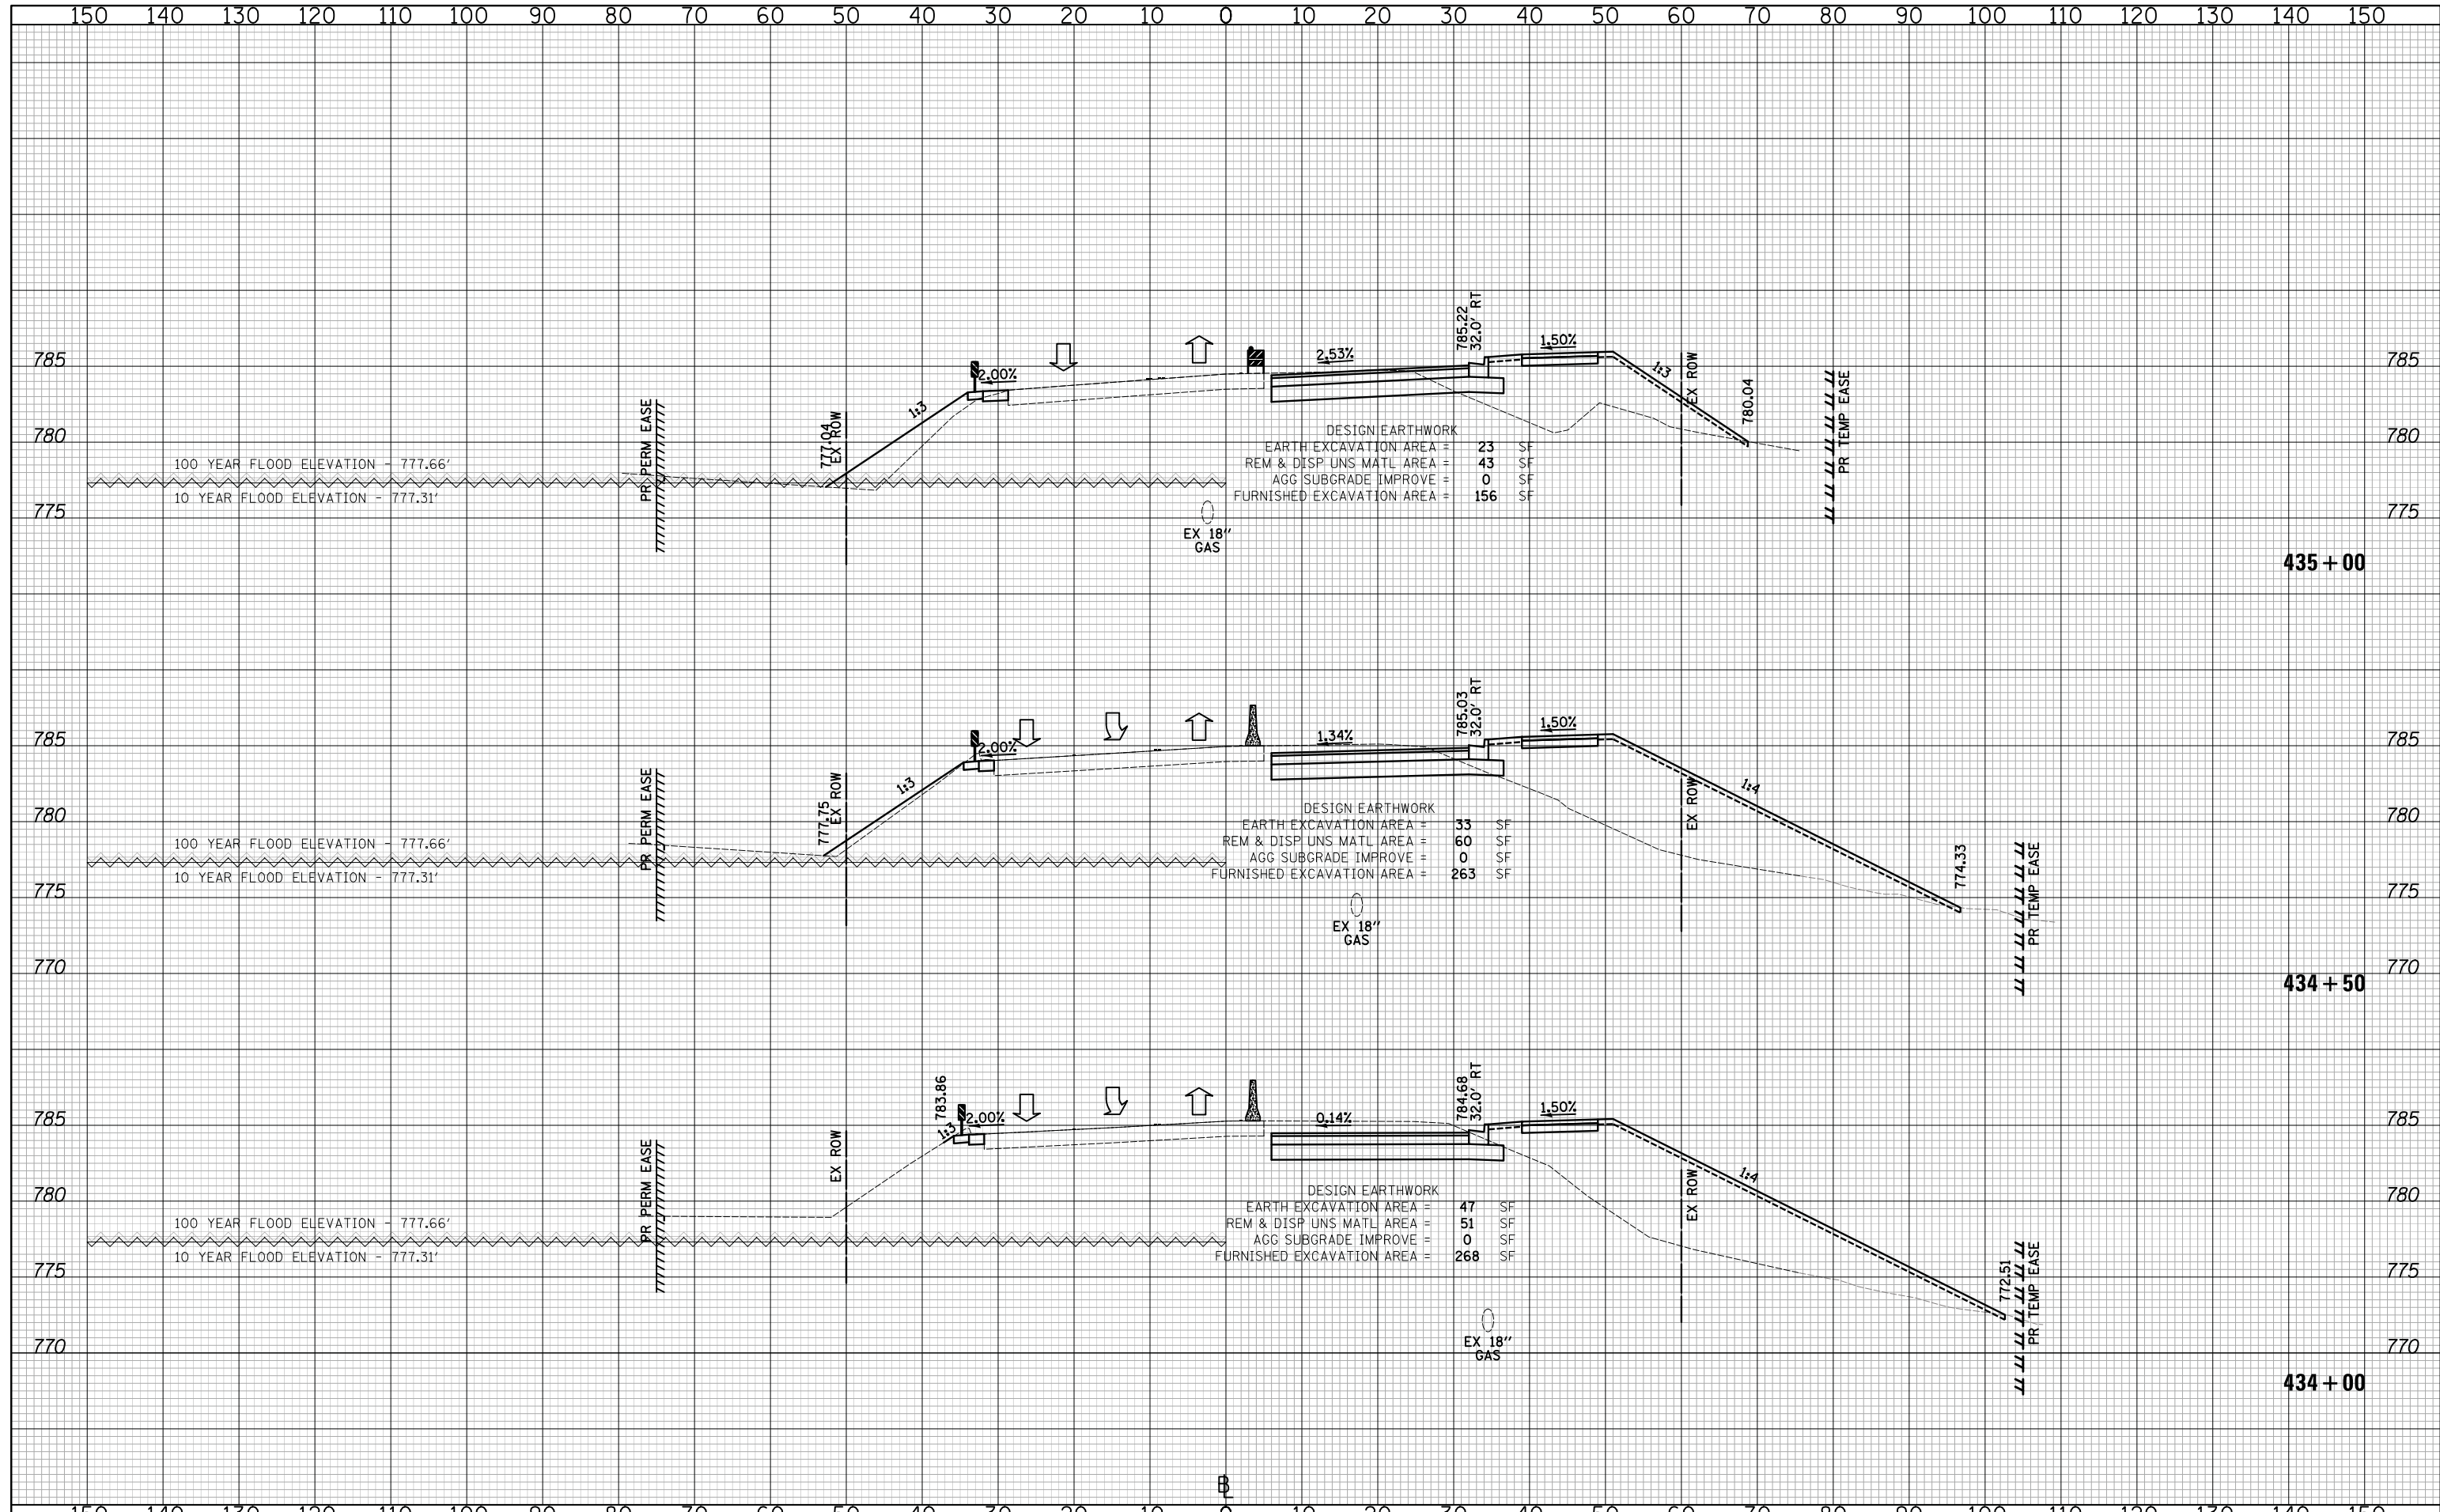 150 140 130 120 110 100 90 80 70 60 50 40 30 20 10 0 10 20 30 40 50 60 70 80 90 100 110 120 130 140 150
785.22
32.0' RT
785 2.00% 2.53% 1.50% 785
1:3 1:3
EX ROW
780.04
PR PERM EASE
777.04
EX ROW
PR TEMP EASE
780 780
DESIGN EARTHWORK
EARTH EXCAVATION AREA = 23 SF
REM & DISP UNS MATL AREA = 43 SF
AGG SUBGRADE IMPROVE = 0 SF
FURNISHED EXCAVATION AREA = 156 SF
100 YEAR FLOOD ELEVATION - 777.66'
10 YEAR FLOOD ELEVATION - 777.31'
775 775
EX 18"
GAS
435+00
785.03
32.0' RT
785 2.00% 1.34% 1.50% 785
1:3 1:4
PR PERM EASE
777.75
EX ROW
EX ROW
780 780
DESIGN EARTHWORK
EARTH EXCAVATION AREA = 33 SF
REM & DISP UNS MATL AREA = 60 SF
AGG SUBGRADE IMPROVE = 0 SF
FURNISHED EXCAVATION AREA = 263 SF
100 YEAR FLOOD ELEVATION - 777.66'
10 YEAR FLOOD ELEVATION - 777.31'
774.33
PR TEMP EASE
775 775
EX 18"
GAS
770 770
434+50
783.86
784.68
32.0' RT
785 2.00% 0.14% 1.50% 785
1:3 1:4
PR PERM EASE
EX ROW
EX ROW
780 780
DESIGN EARTHWORK
EARTH EXCAVATION AREA = 47 SF
REM & DISP UNS MATL AREA = 51 SF
AGG SUBGRADE IMPROVE = 0 SF
FURNISHED EXCAVATION AREA = 268 SF
100 YEAR FLOOD ELEVATION - 777.66'
10 YEAR FLOOD ELEVATION - 777.31'
772.51
PR TEMP EASE
775 775
EX 18"
GAS
770 770
434+00
BL
150 140 130 120 110 100 90 80 70 60 50 40 30 20 10 0 10 20 30 40 50 60 70 80 90 100 110 120 130 140 150